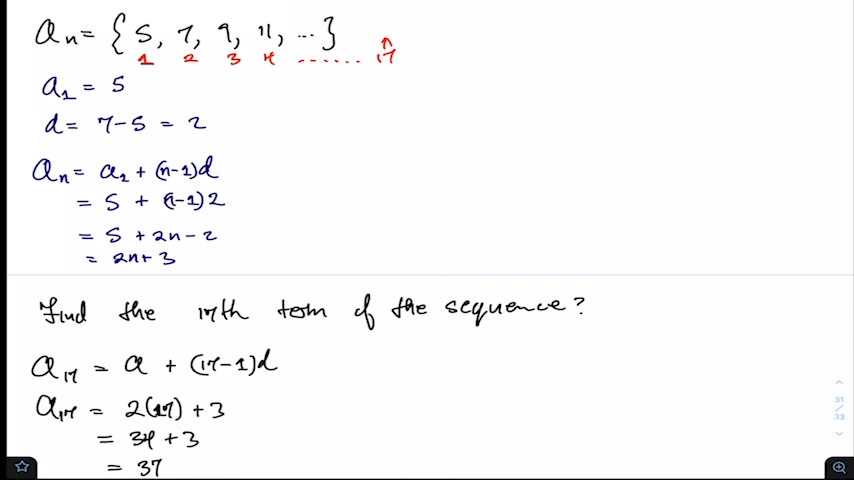 aₙ = { 5, 7, 9, 11, ... }
1 2 3 4 ....... 17
a₁ = 5
d = 7-5 = 2
aₙ = a₁ + (n-1)d
= 5 + (n-1)2
= 5 + 2n - 2
= 2n+3
Find the 17th term of the sequence?
a₁₇ = a + (17-1)d
a₁₇ = 2(17) + 3
= 34 + 3
= 37
31
/
33